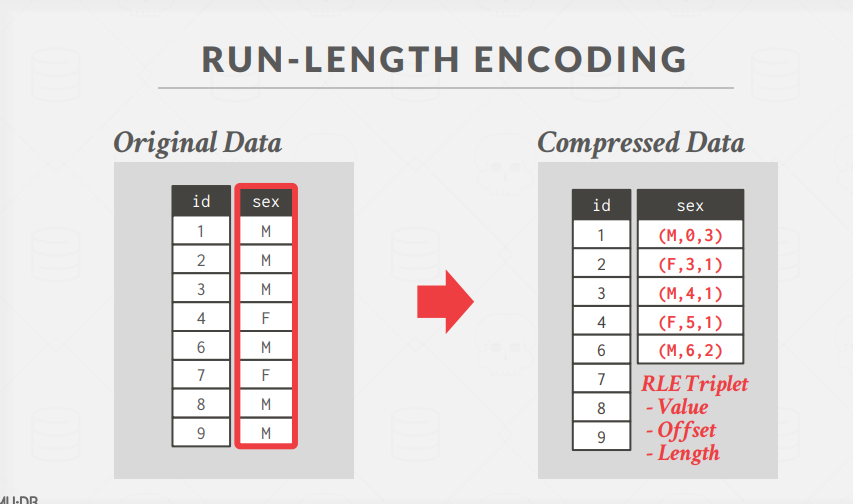 RUN-LENGTH ENCODING
Original Data
id sex
1 M
2 M
3 M
4 F
6 M
7 F
8 M
9 M
Compressed Data
id sex
1 (M,0,3)
2 (F,3,1)
3 (M,4,1)
4 (F,5,1)
6 (M,6,2)
7
8
9
RLE Triplet
- Value
- Offset
- Length